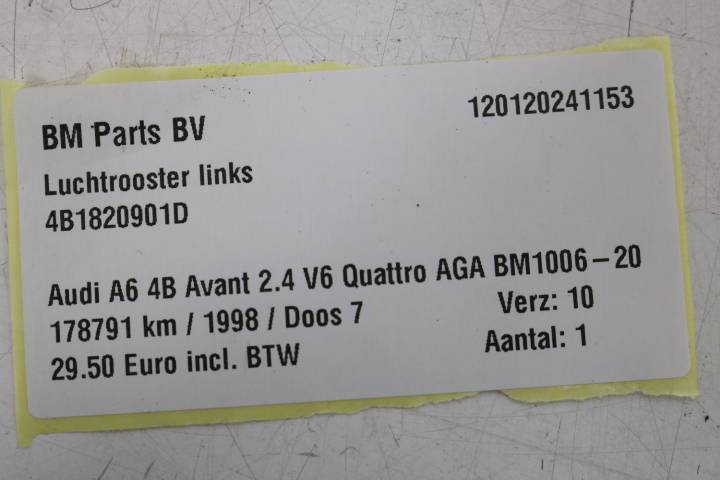 BM Parts BV 120120241153
Luchtrooster links
4B1820901D
Audi A6 4B Avant 2.4 V6 Quattro AGA BM1006-20
178791 km / 1998 / Doos 7 Verz: 10
29.50 Euro incl. BTW Aantal: 1